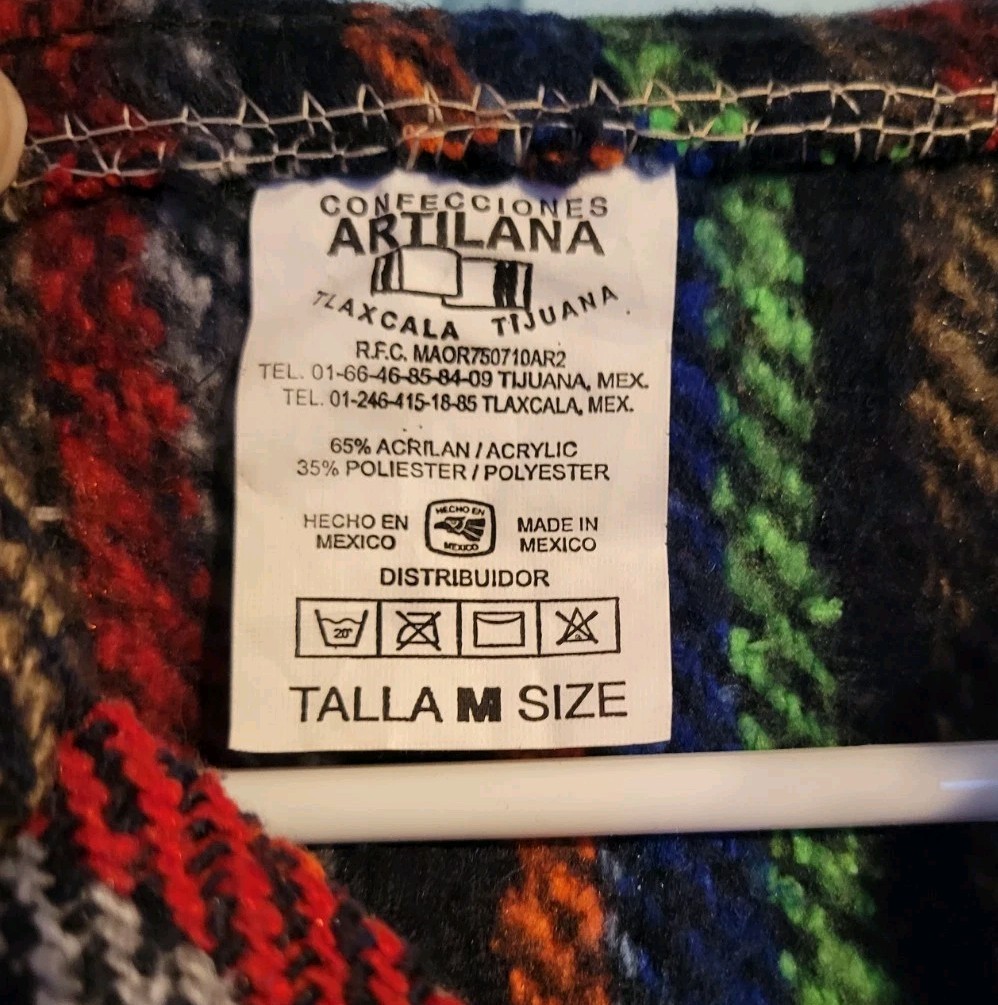 CONFECCIONES
ARTILANA
TLAXCALA TIJUANA
R.F.C. MAOR750710AR2
TEL. 01-66-46-85-84-09 TIJUANA, MEX.
TEL. 01-246-415-18-85 TLAXCALA, MEX.
65% ACRILAN / ACRYLIC
35% POLIESTER / POLYESTER
HECHO EN MEXICO
HECHO EN MEXICO
MADE IN MEXICO
DISTRIBUIDOR
20°
TALLA M SIZE